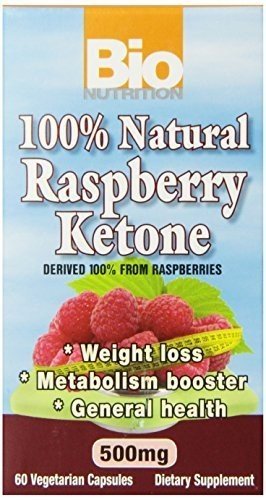 Bio
NUTRITION
100% Natural
Raspberry
Ketone
DERIVED 100% FROM RASPBERRIES
* Weight loss
* Metabolism booster
* General health
500mg
60 Vegetarian Capsules Dietary Supplement